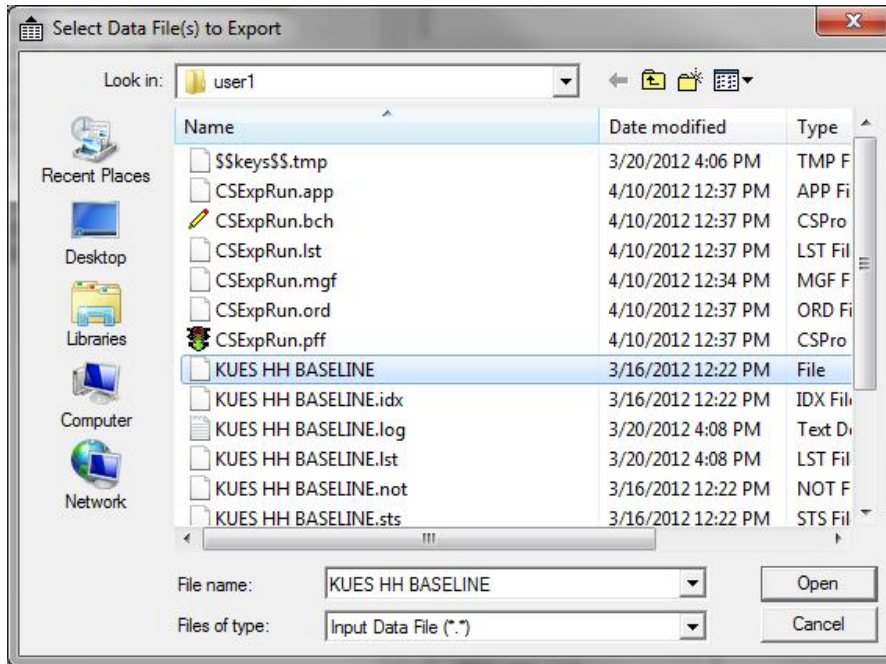 Select Data File(s) to Export
Look in: user1
Recent Places
Desktop
Libraries
Computer
Network
Name Date modified Type
$$keys$$.tmp 3/20/2012 4:06 PM TMP F
CSExpRun.app 4/10/2012 12:37 PM APP Fi
CSExpRun.bch 4/10/2012 12:37 PM CSPro
CSExpRun.lst 4/10/2012 12:37 PM LST Fil
CSExpRun.mgf 4/10/2012 12:34 PM MGF F
CSExpRun.ord 4/10/2012 12:37 PM ORD Fi
CSExpRun.pff 4/10/2012 12:37 PM CSPro
KUES HH BASELINE 3/16/2012 12:22 PM File
KUES HH BASELINE.idx 3/16/2012 12:22 PM IDX Fil
KUES HH BASELINE.log 3/20/2012 4:08 PM Text D
KUES HH BASELINE.lst 3/20/2012 4:08 PM LST Fil
KUES HH BASELINE.not 3/16/2012 12:22 PM NOT F
KUES HH BASELINE.sts 3/16/2012 12:22 PM STS Fil
File name: KUES HH BASELINE Open
Files of type: Input Data File (*.*) Cancel